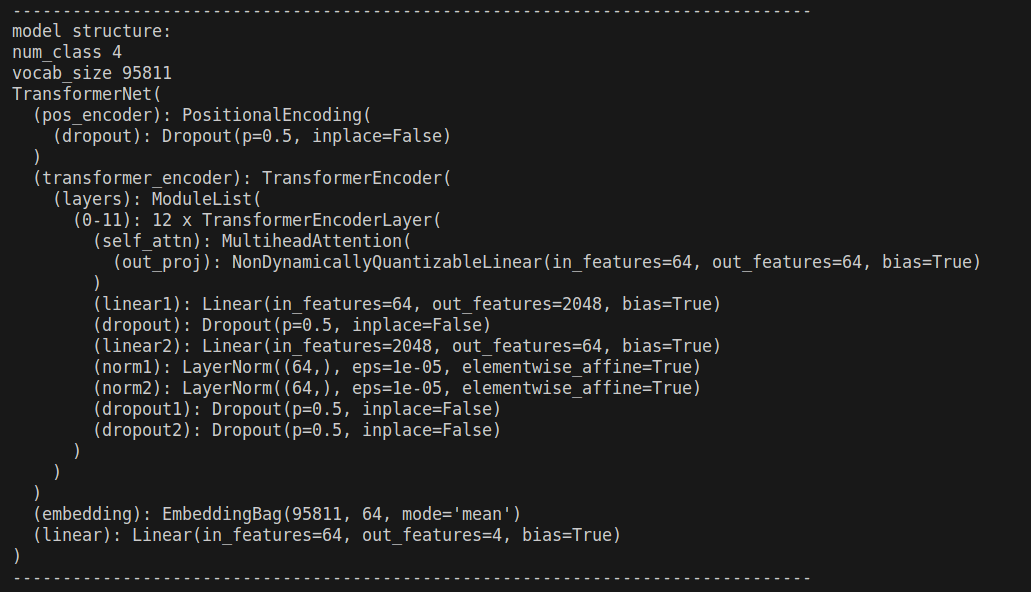 --------------------------------------------------------------------------------
model structure:
num_class 4
vocab_size 95811
TransformerNet(
  (pos_encoder): PositionalEncoding(
    (dropout): Dropout(p=0.5, inplace=False)
  )
  (transformer_encoder): TransformerEncoder(
    (layers): ModuleList(
      (0-11): 12 x TransformerEncoderLayer(
        (self_attn): MultiheadAttention(
          (out_proj): NonDynamicallyQuantizableLinear(in_features=64, out_features=64, bias=True)
        )
        (linear1): Linear(in_features=64, out_features=2048, bias=True)
        (dropout): Dropout(p=0.5, inplace=False)
        (linear2): Linear(in_features=2048, out_features=64, bias=True)
        (norm1): LayerNorm((64,), eps=1e-05, elementwise_affine=True)
        (norm2): LayerNorm((64,), eps=1e-05, elementwise_affine=True)
        (dropout1): Dropout(p=0.5, inplace=False)
        (dropout2): Dropout(p=0.5, inplace=False)
      )
    )
  )
  (embedding): EmbeddingBag(95811, 64, mode='mean')
  (linear): Linear(in_features=64, out_features=4, bias=True)
)
--------------------------------------------------------------------------------